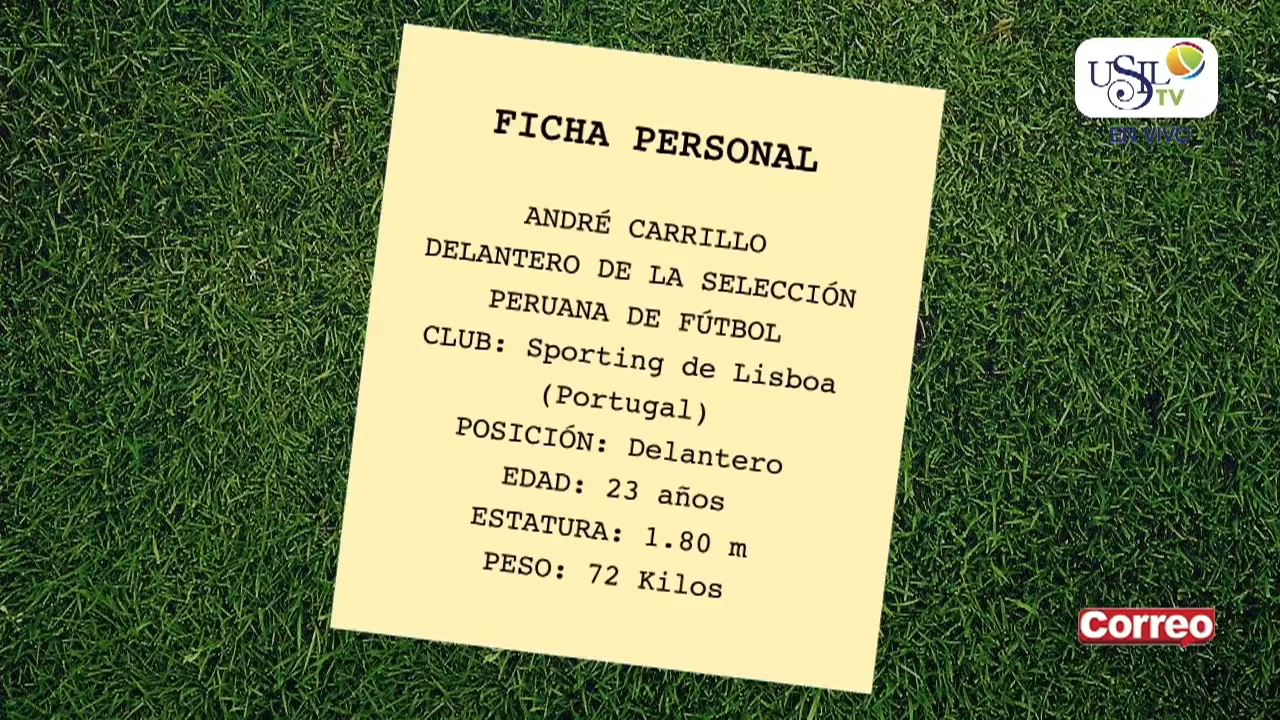 FICHA PERSONAL
ANDRÉ CARRILLO
DELANTERO DE LA SELECCIÓN
PERUANA DE FÚTBOL
CLUB: Sporting de Lisboa
(Portugal)
POSICIÓN: Delantero
EDAD: 23 años
ESTATURA: 1.80 m
PESO: 72 Kilos
USIL
TV
EN VIVO
Correo